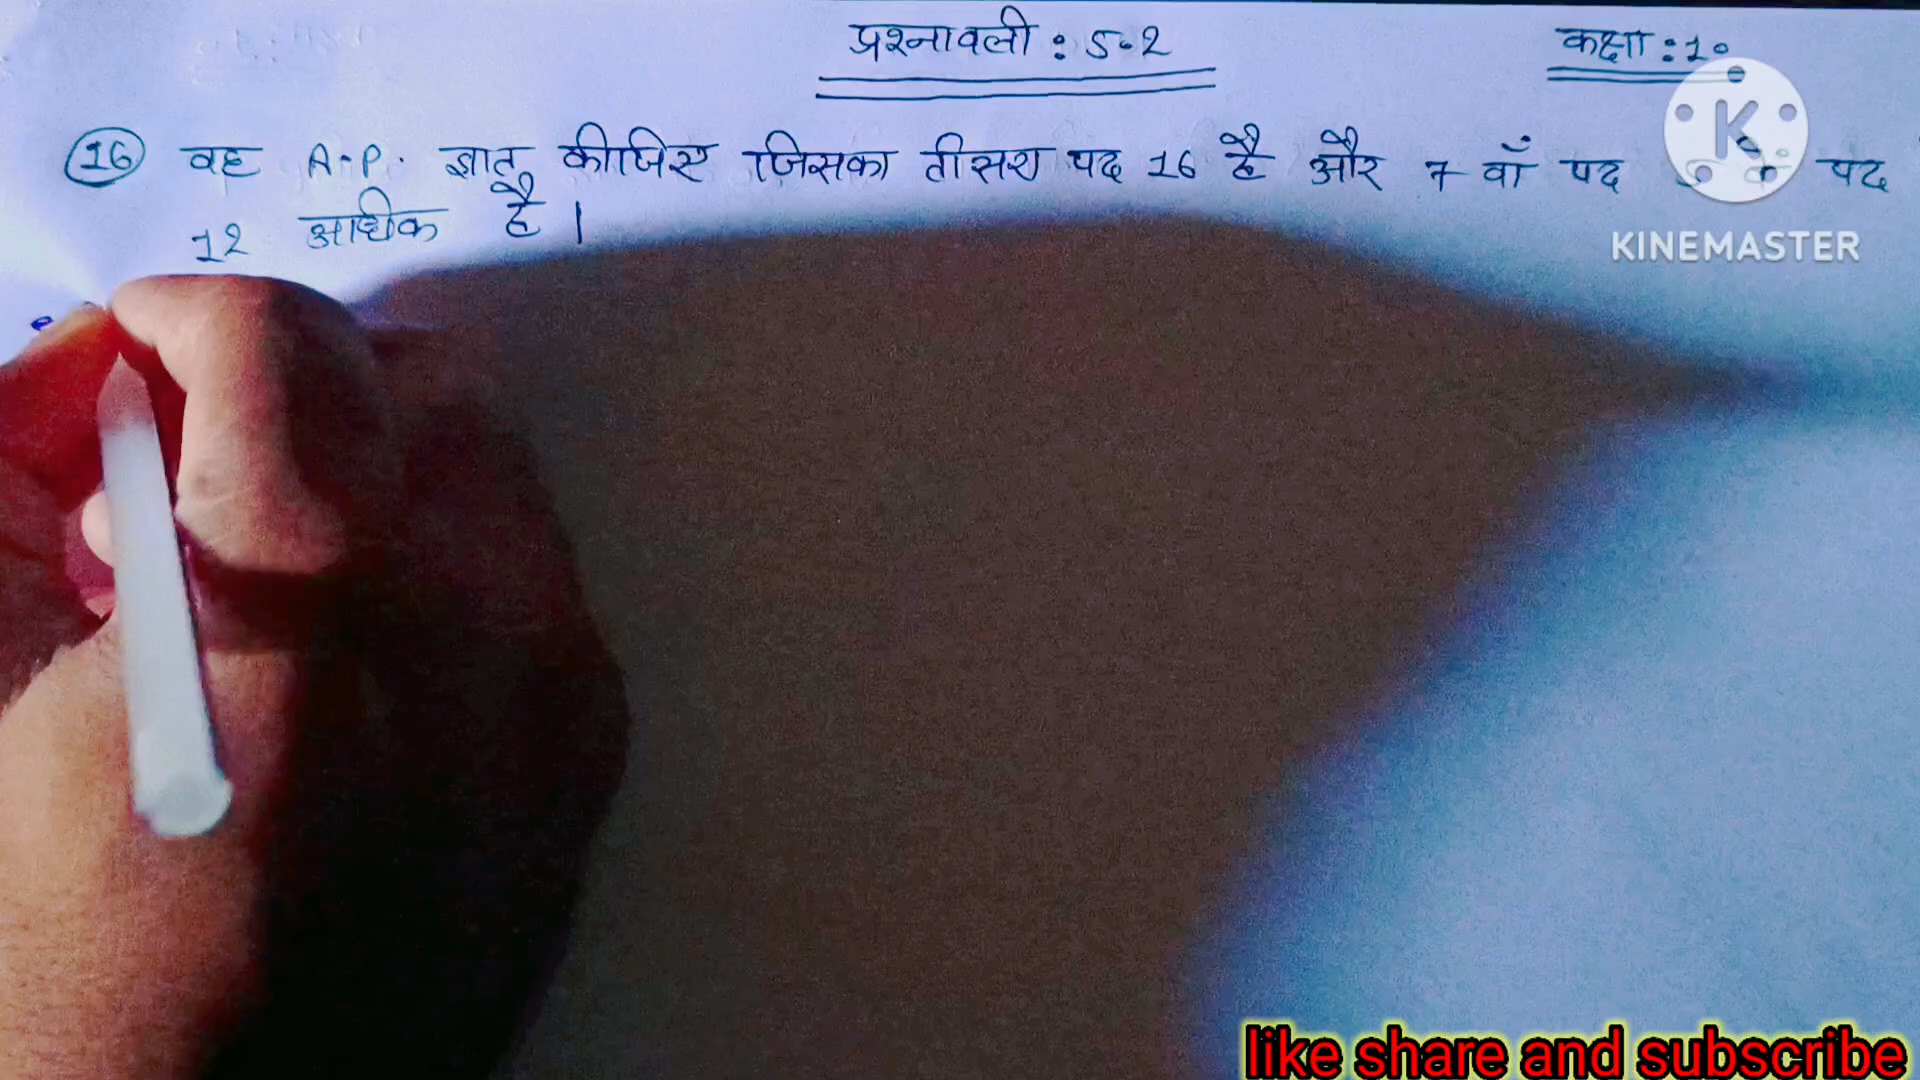 प्रश्नावली : 5.2
कक्षा : 10
16 वह A.P. ज्ञात कीजिए जिसका तीसरा पद 16 है और 7 वाँ पद पद
12 अधीक है ।
K
KINEMASTER
like share and subscribe